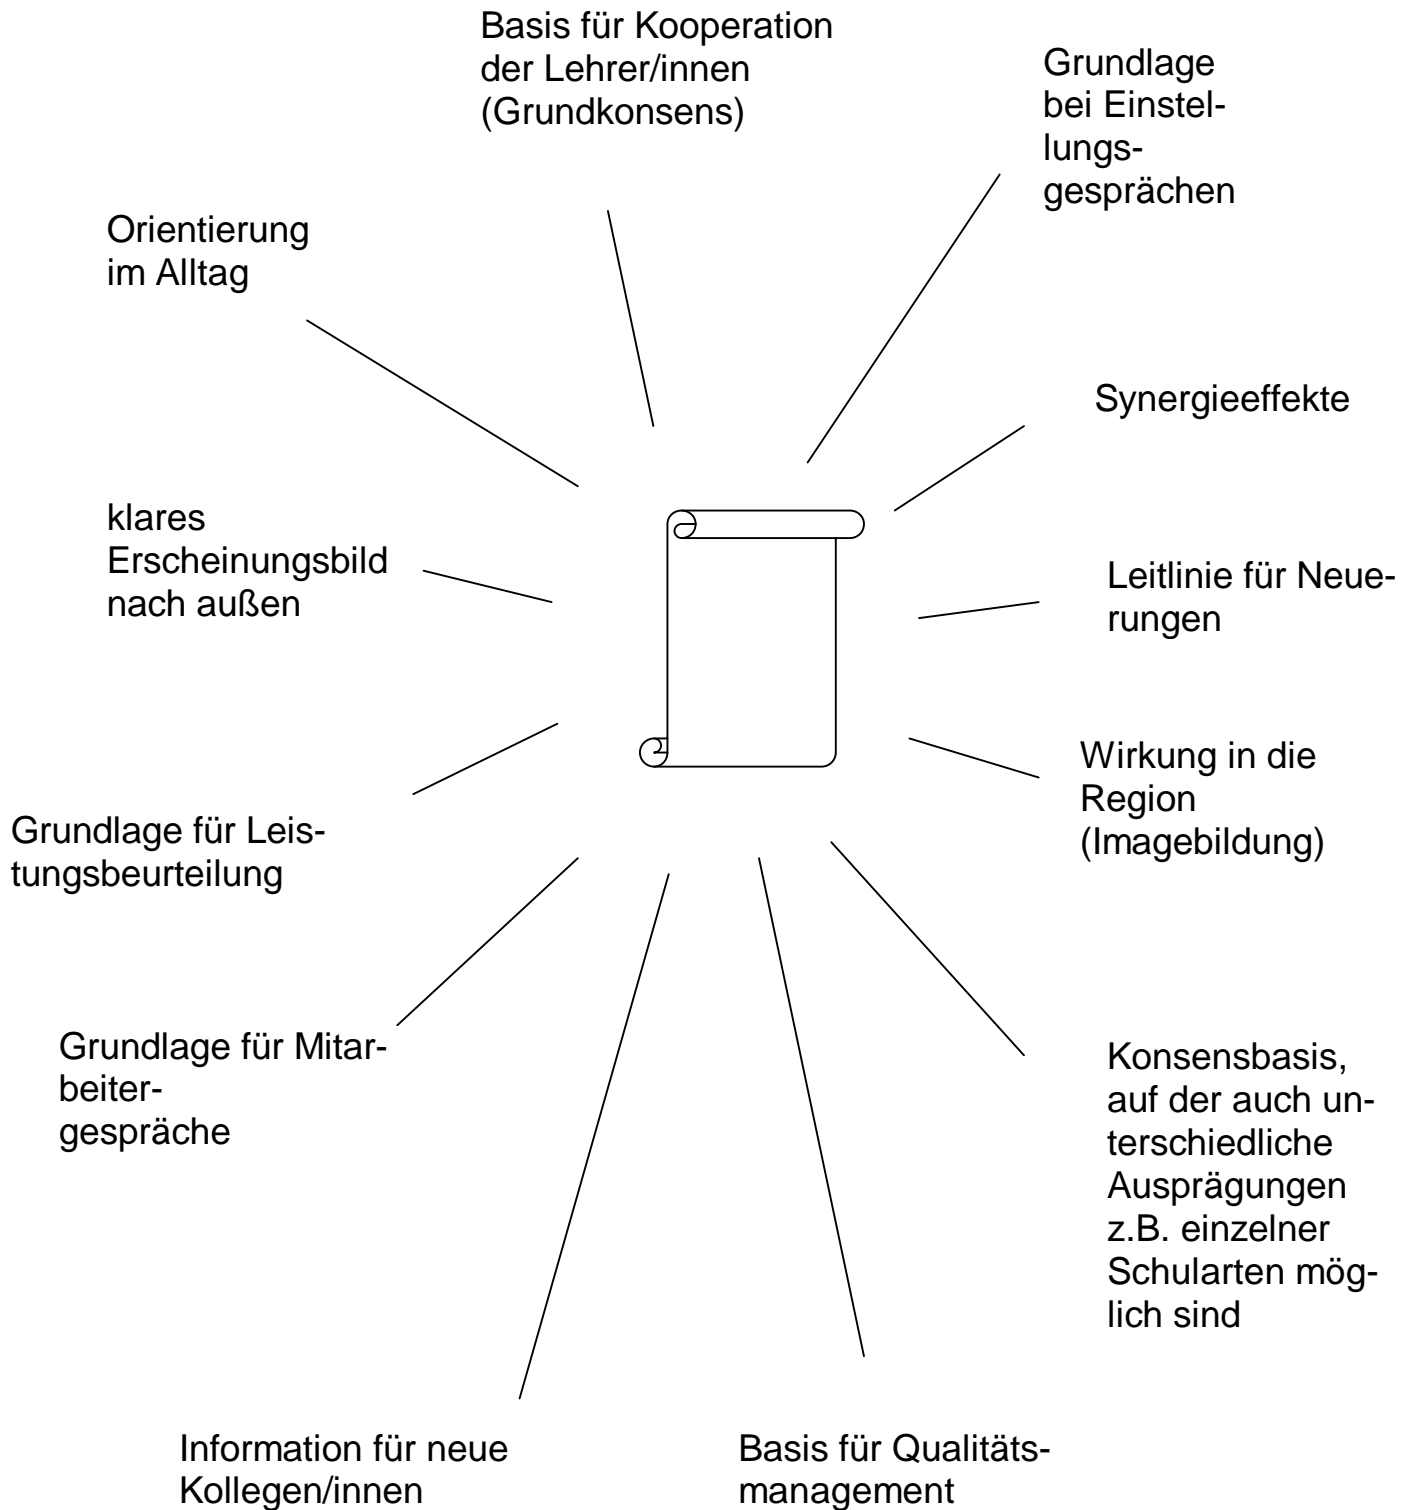 Basis für Kooperation
der Lehrer/innen
(Grundkonsens)
Grundlage
bei Einstel-
lungs-
gesprächen
Orientierung
im Alltag
Synergieeffekte
klares
Erscheinungsbild
nach außen
Leitlinie für Neue-
rungen
Wirkung in die
Region
(Imagebildung)
Grundlage für Leis-
tungsbeurteilung
Grundlage für Mitar-
beiter-
gespräche
Konsensbasis,
auf der auch un-
terschiedliche
Ausprägungen
z.B. einzelner
Schularten mög-
lich sind
Information für neue
Kollegen/innen
Basis für Qualitäts-
management